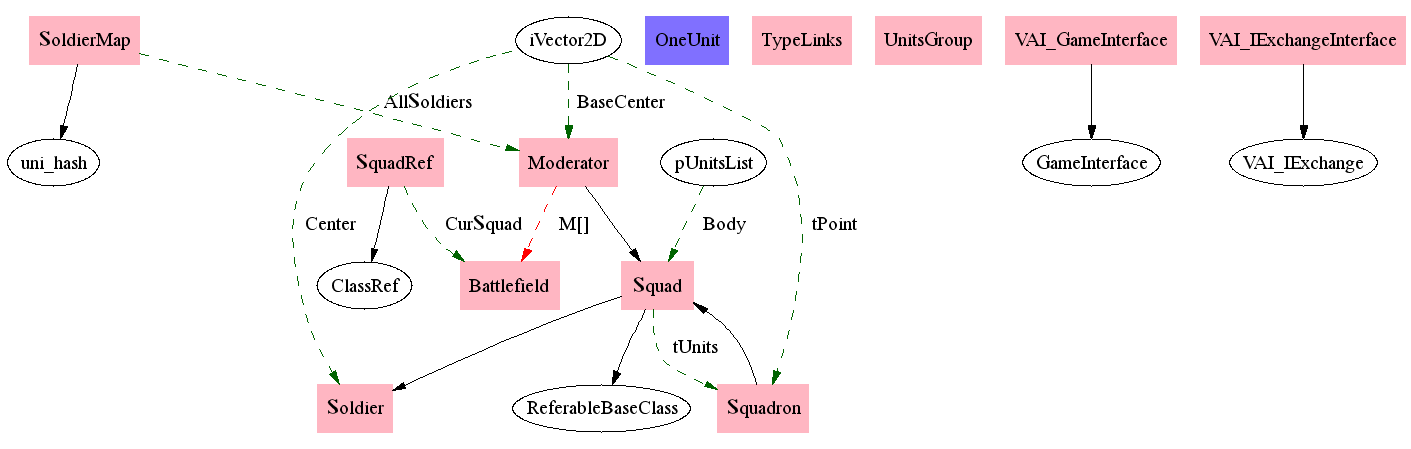 SoldierMap
iVector2D
OneUnit
TypeLinks
UnitsGroup
VAI_GameInterface
VAI_IExchangeInterface
AllSoldiers
BaseCenter
uni_hash
SquadRef
Moderator
pUnitsList
GameInterface
VAI_IExchange
Center
CurSquad
M[]
Body
tPoint
ClassRef
Battlefield
Squad
tUnits
Soldier
ReferableBaseClass
Squadron